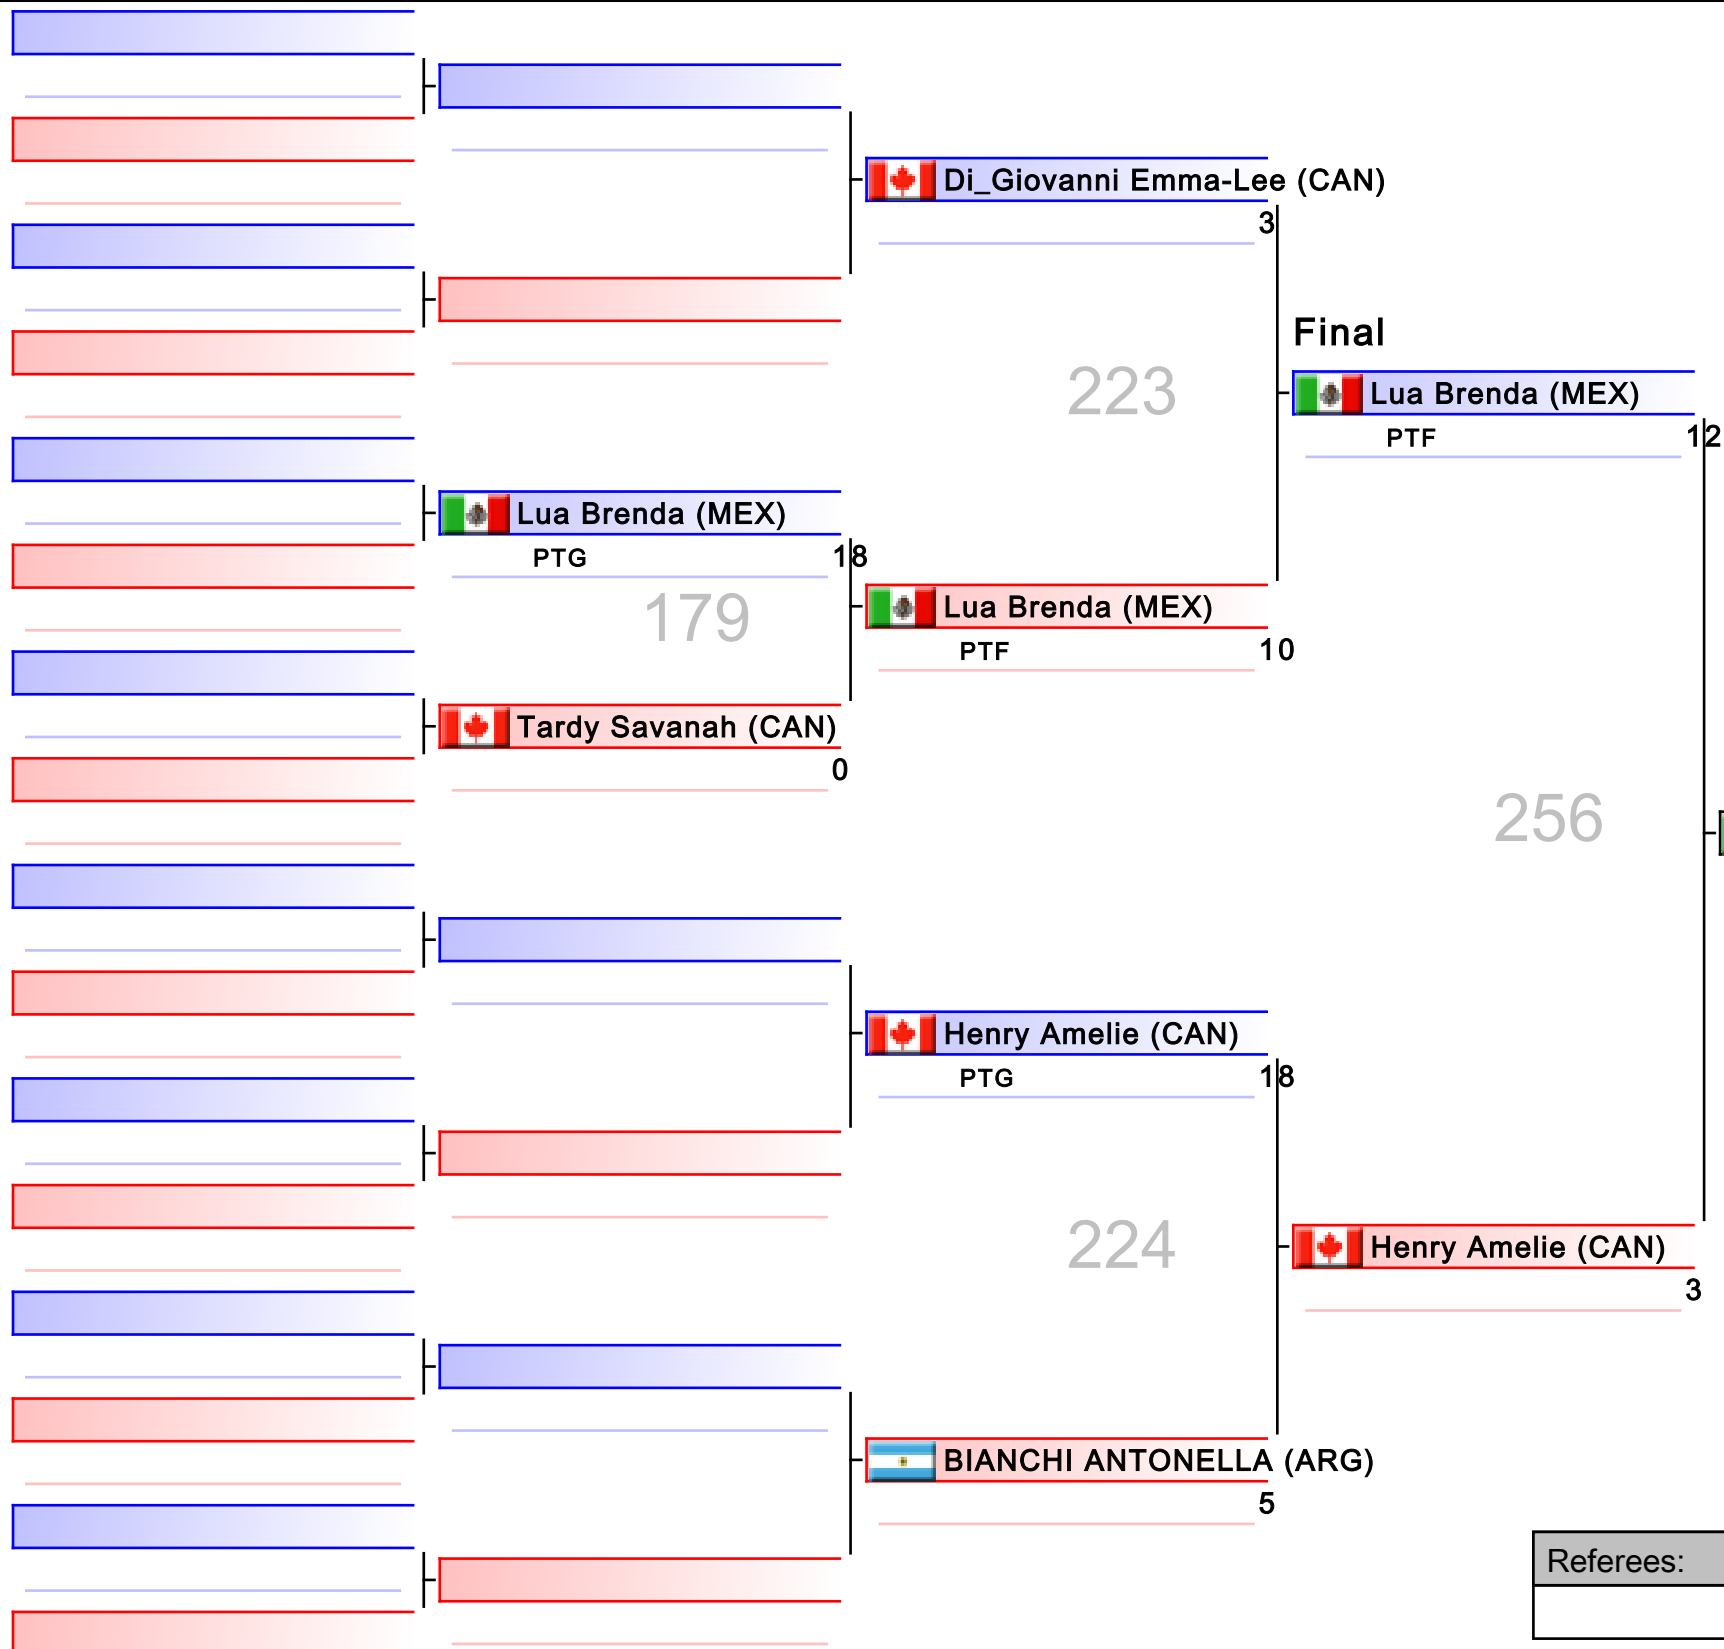 Di_Giovanni Emma-Lee (CAN)
3
Final
223
Lua Brenda (MEX)
PTF 12
Lua Brenda (MEX)
PTG 18
179
Lua Brenda (MEX)
PTF 10
Tardy Savanah (CAN)
0
256
Henry Amelie (CAN)
PTG 18
224
Henry Amelie (CAN)
3
BIANCHI ANTONELLA (ARG)
5
Referees: